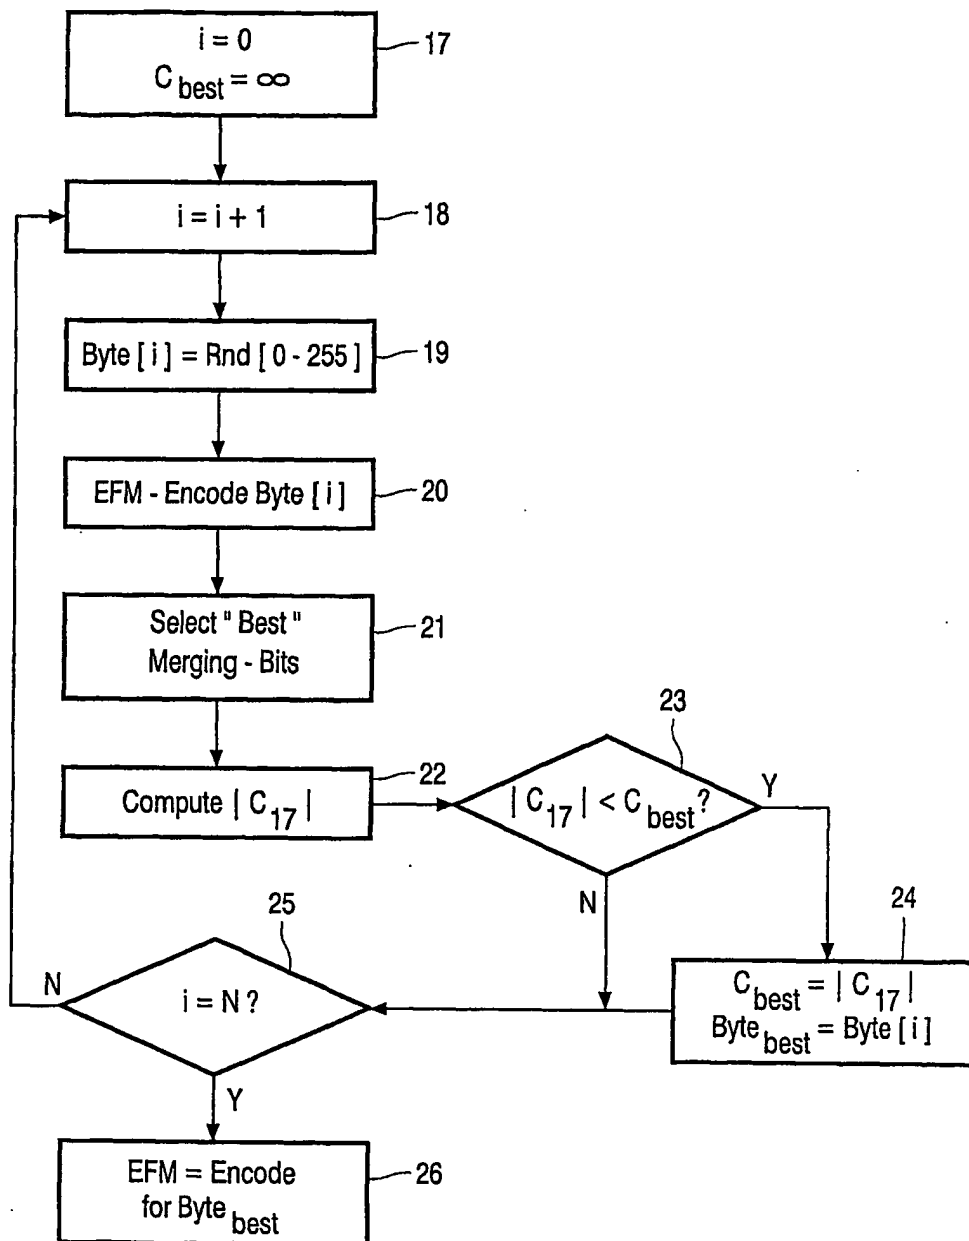 i = 0
C best = ∞
17
i = i + 1
18
Byte [ i ] = Rnd [ 0 - 255 ]
19
EFM - Encode Byte [ i ]
20
Select " Best "
Merging - Bits
21
Compute | C 17 |
22
23
| C 17 | < C best ?
Y
N
24
C best = | C 17 |
Byte best = Byte [ i ]
25
N
i = N ?
Y
EFM = Encode
for Byte best
26